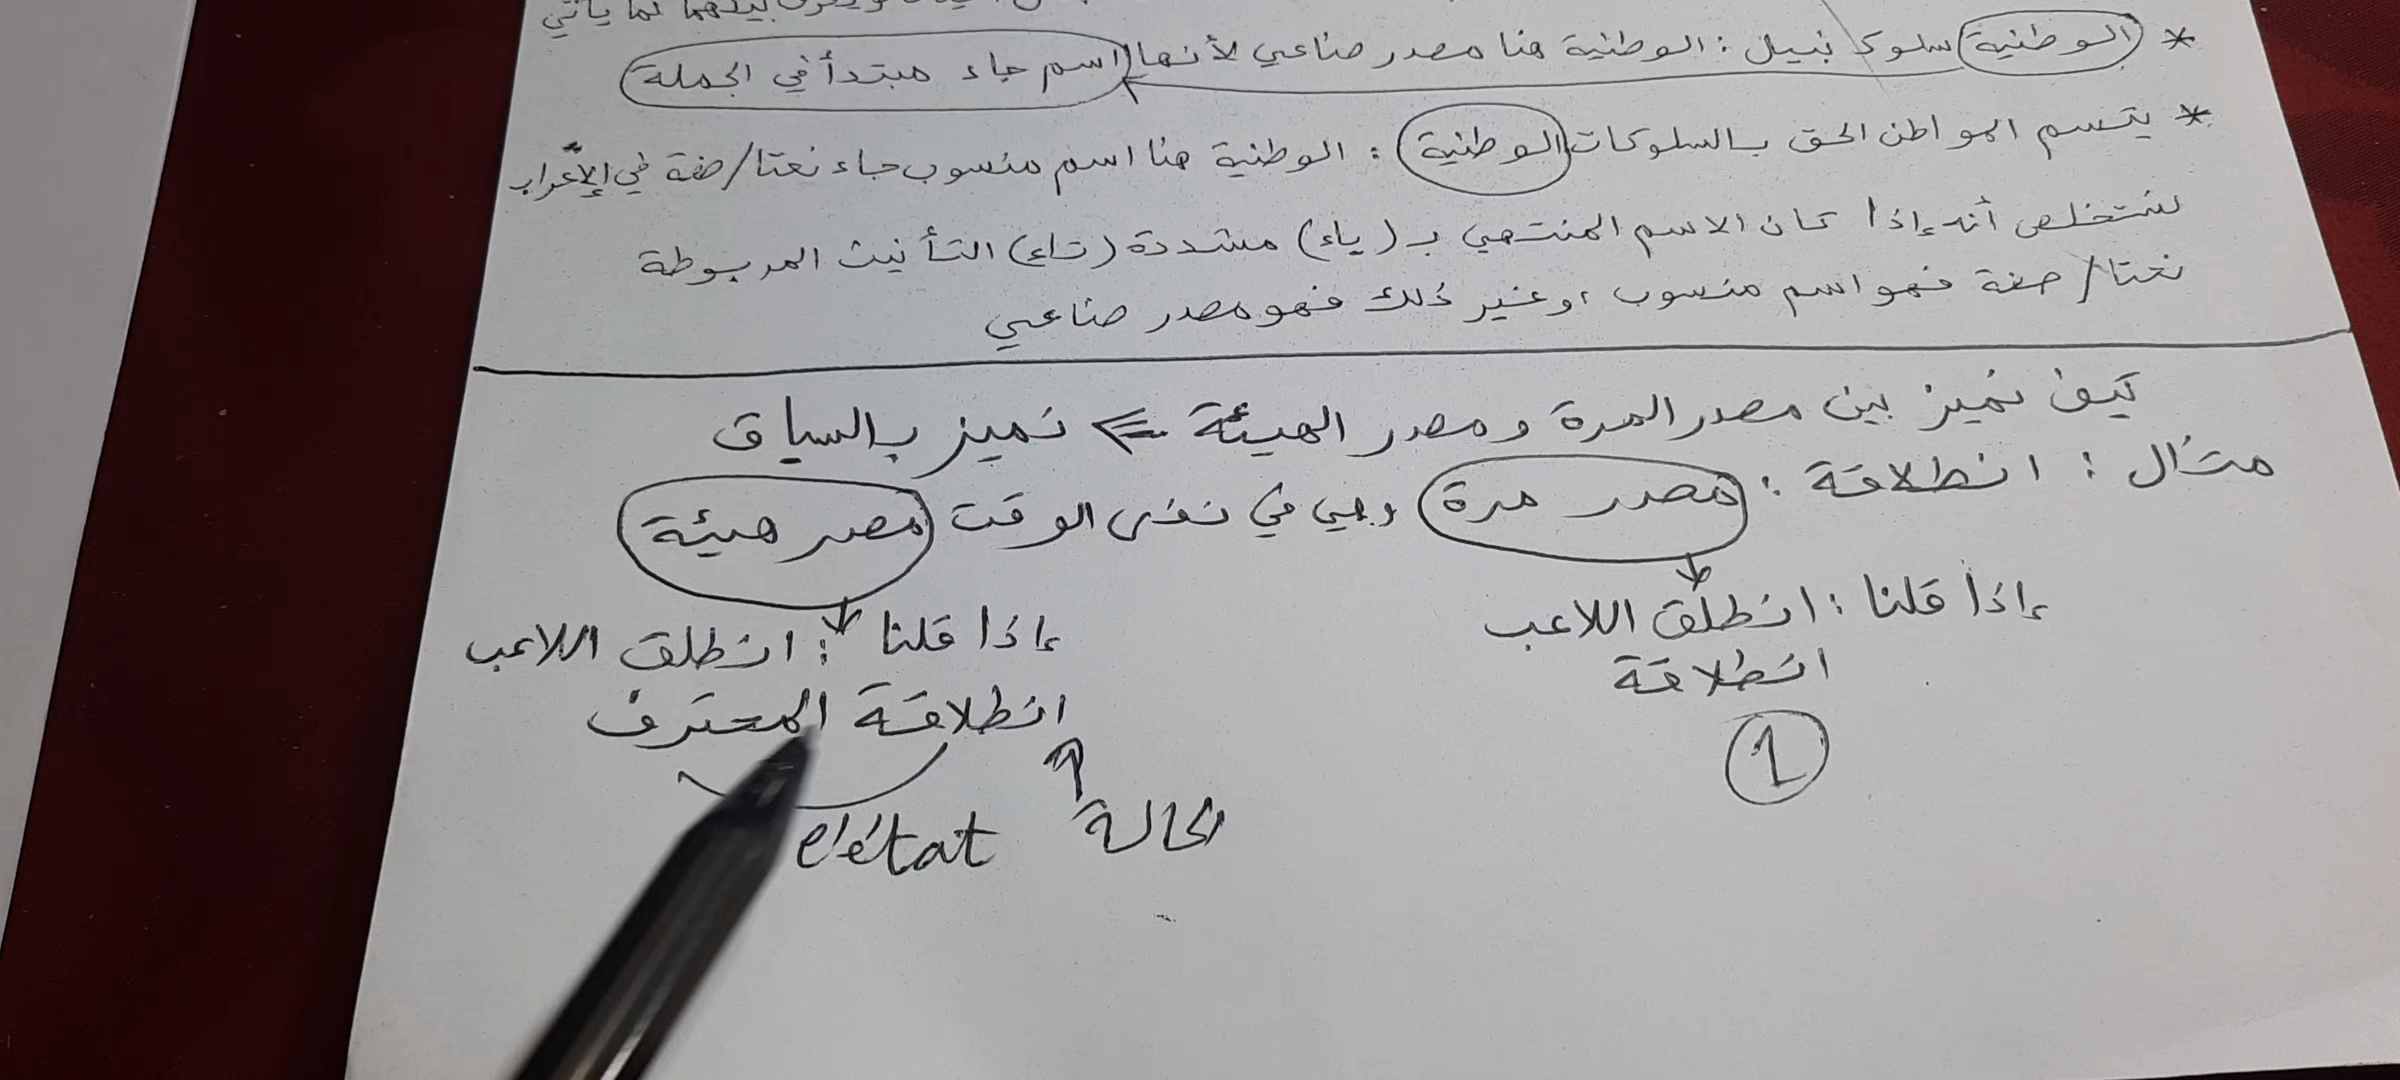 بينهما كما يأتي
* الوطنية سلوك نبيل : الوطنية هنا مصدر صناعي لأنها اسم جاء مبتدأ في الجملة
* يتسم المواطن الحق بالسلوكات الوطنية : الوطنية هنا اسم منسوب جاء نعتا/صفة في الإعراب
نستخلص أنه إذا كان الاسم المنتهي بـ (ياء) مشددة (تاء) التأنيث المربوطة
نعتا/ صفة فهو اسم منسوب ، وغير ذلك فهو مصدر صناعي
كيف نميز بين مصدر المرة ومصدر الهيئة ⇐ نميز بالسياق
مثال : انطلاقة : مصدر مرة وهي في نفس الوقت مصدر هيئة
إذا قلنا : انطلق اللاعب
انطلاقة
1
إذا قلنا : انطلق اللاعب
انطلاقة المحترف
الحالة
l'état